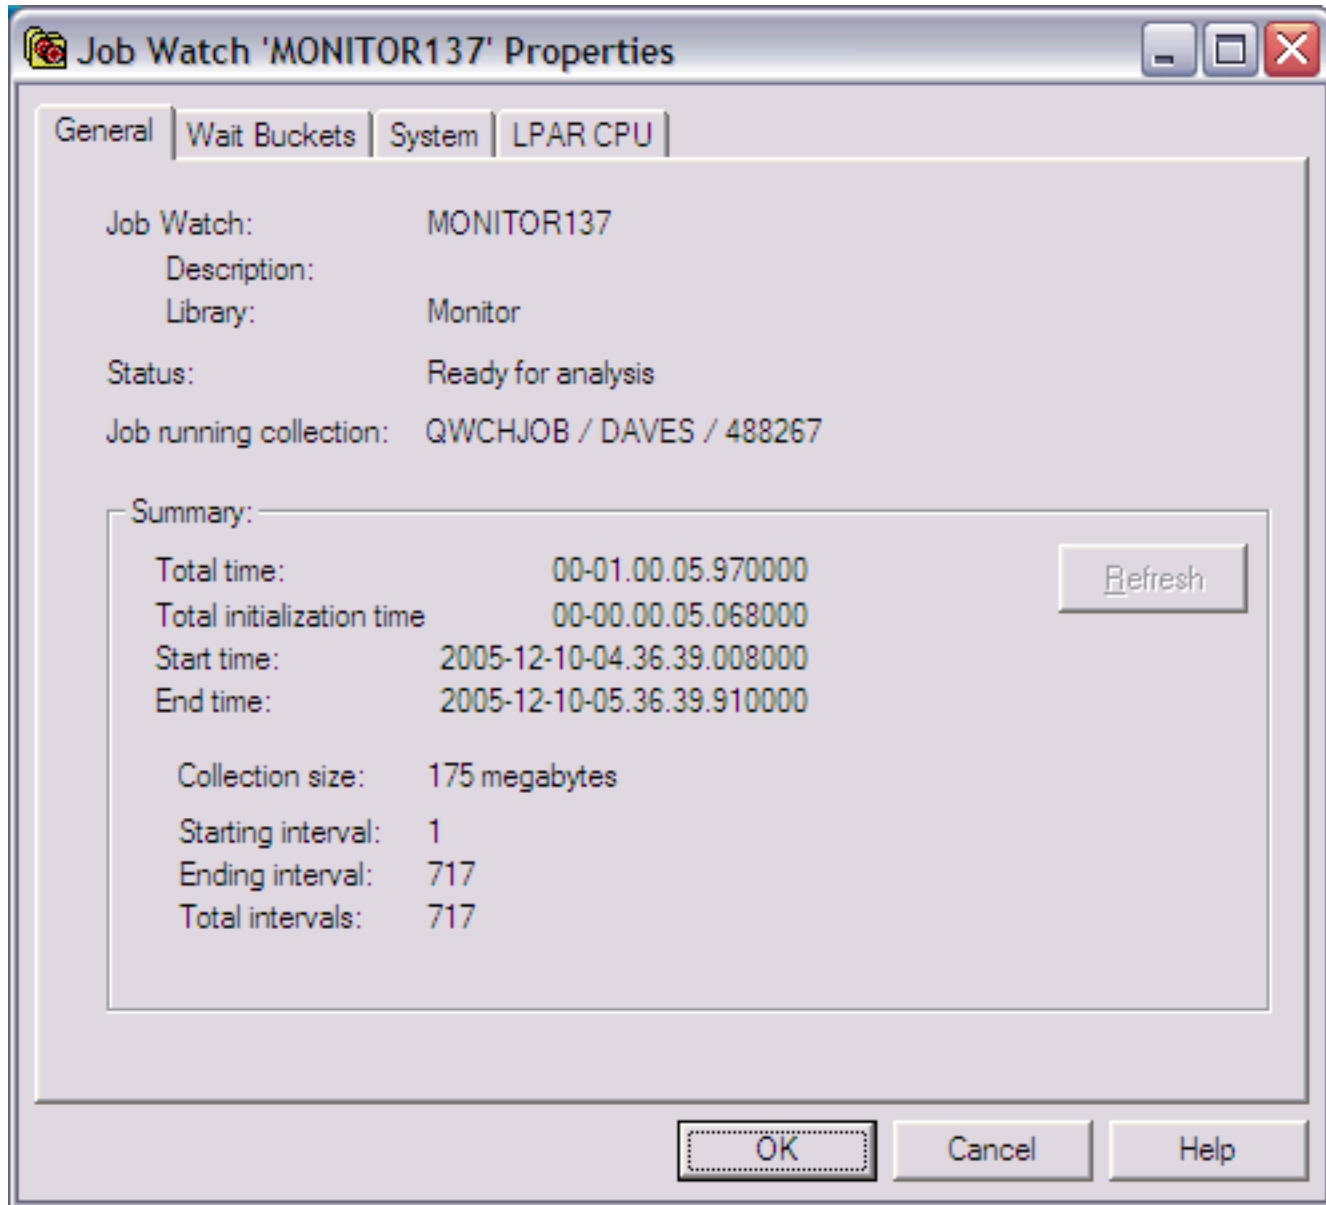 Job Watch 'MONITOR137' Properties
General Wait Buckets System LPAR CPU
Job Watch: MONITOR137
Description:
Library: Monitor
Status: Ready for analysis
Job running collection: QWCHJOB / DAVES / 488267
Summary:
Total time: 00-01.00.05.970000
Refresh
Total initialization time 00-00.00.05.068000
Start time: 2005-12-10-04.36.39.008000
End time: 2005-12-10-05.36.39.910000
Collection size: 175 megabytes
Starting interval: 1
Ending interval: 717
Total intervals: 717
OK Cancel Help